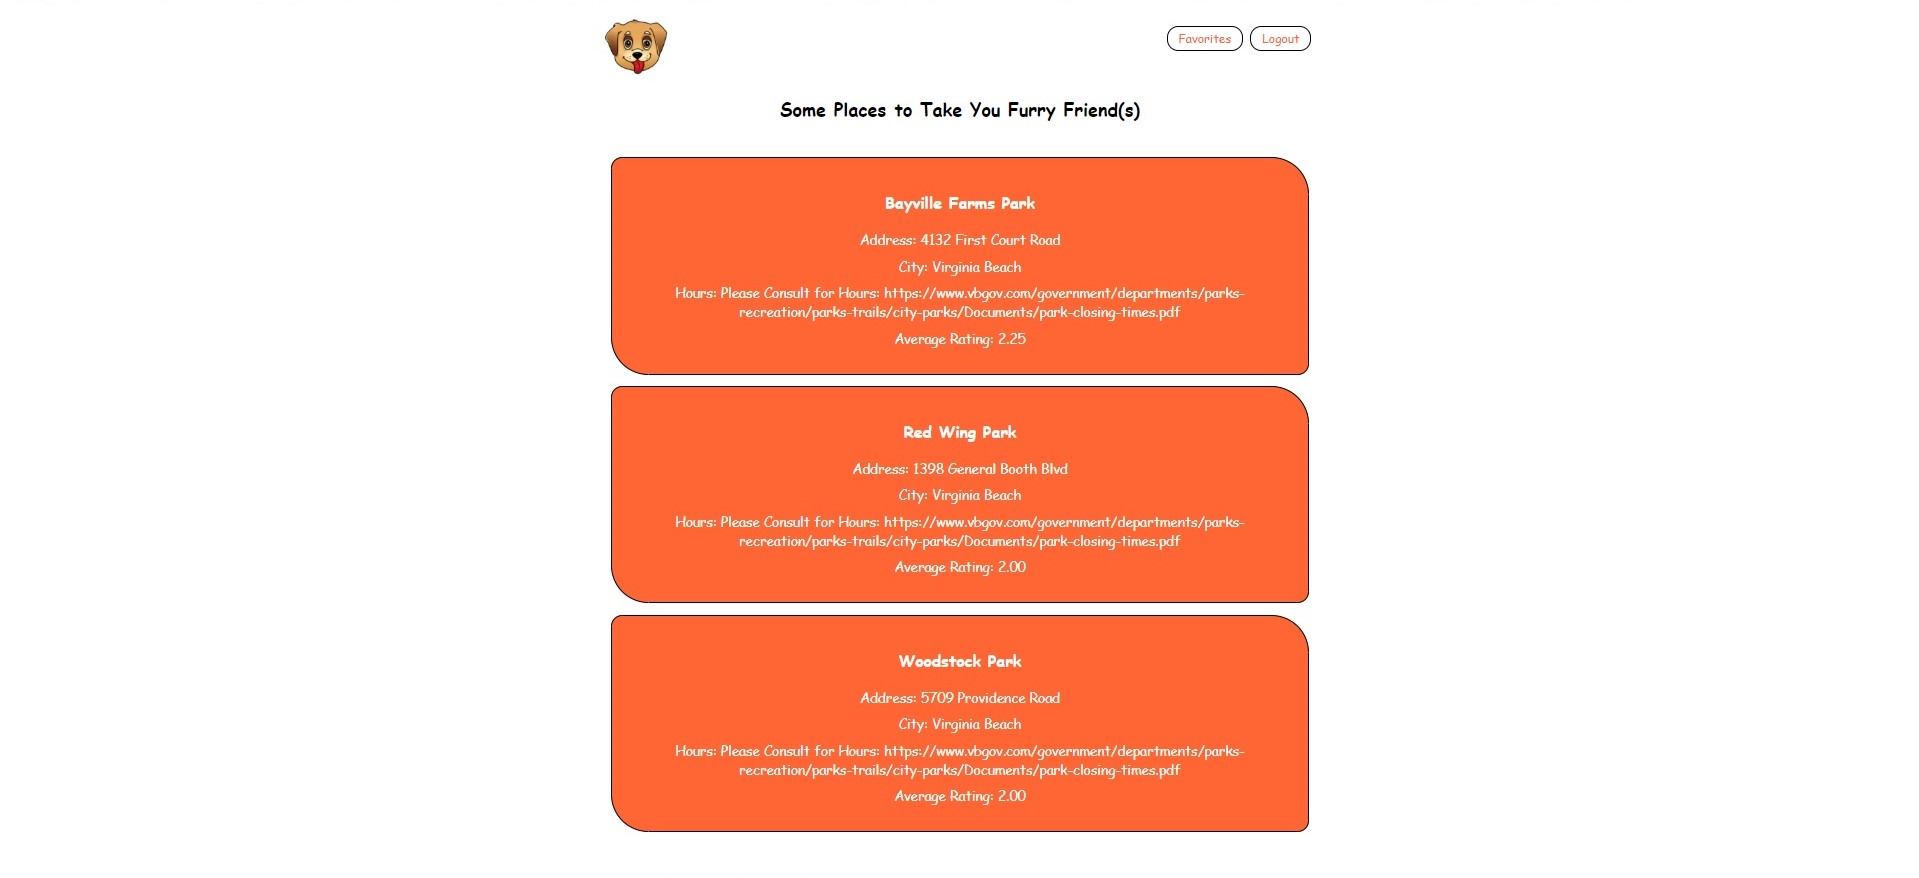 Favorites Logout
Some Places to Take You Furry Friend(s)
Bayville Farms Park
Address: 4132 First Court Road
City: Virginia Beach
Hours: Please Consult for Hours: https://www.vbgov.com/government/departments/parks-
recreation/parks-trails/city-parks/Documents/park-closing-times.pdf
Average Rating: 2.25
Red Wing Park
Address: 1398 General Booth Blvd
City: Virginia Beach
Hours: Please Consult for Hours: https://www.vbgov.com/government/departments/parks-
recreation/parks-trails/city-parks/Documents/park-closing-times.pdf
Average Rating: 2.00
Woodstock Park
Address: 5709 Providence Road
City: Virginia Beach
Hours: Please Consult for Hours: https://www.vbgov.com/government/departments/parks-
recreation/parks-trails/city-parks/Documents/park-closing-times.pdf
Average Rating: 2.00